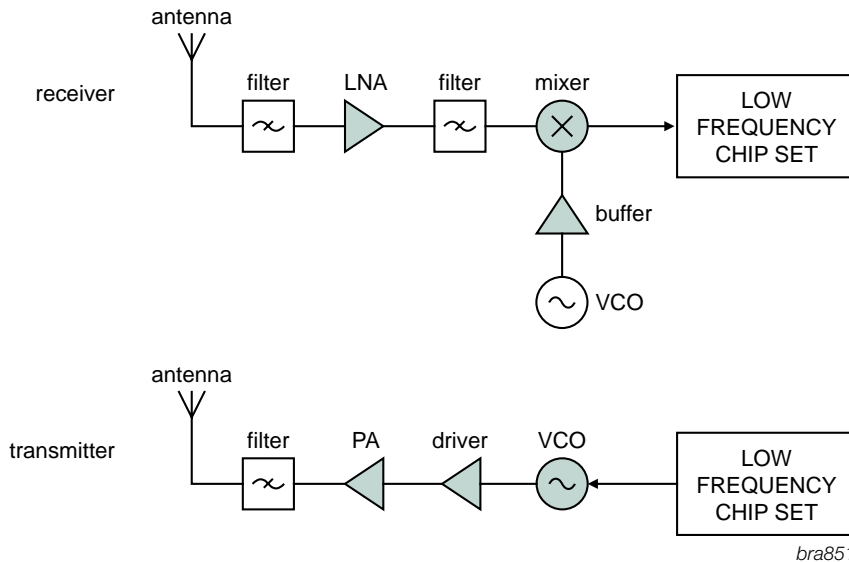 antenna
receiver
filter
LNA
filter
mixer
LOW
FREQUENCY
CHIP SET
buffer
VCO
antenna
transmitter
filter
PA
driver
VCO
LOW
FREQUENCY
CHIP SET